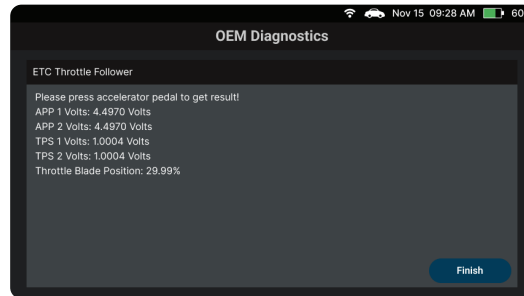 Nov 15 09:28 AM 60
OEM Diagnostics
ETC Throttle Follower
Please press accelerator pedal to get result!
APP 1 Volts: 4.4970 Volts
APP 2 Volts: 4.4970 Volts
TPS 1 Volts: 1.0004 Volts
TPS 2 Volts: 1.0004 Volts
Throttle Blade Position: 29.99%
Finish